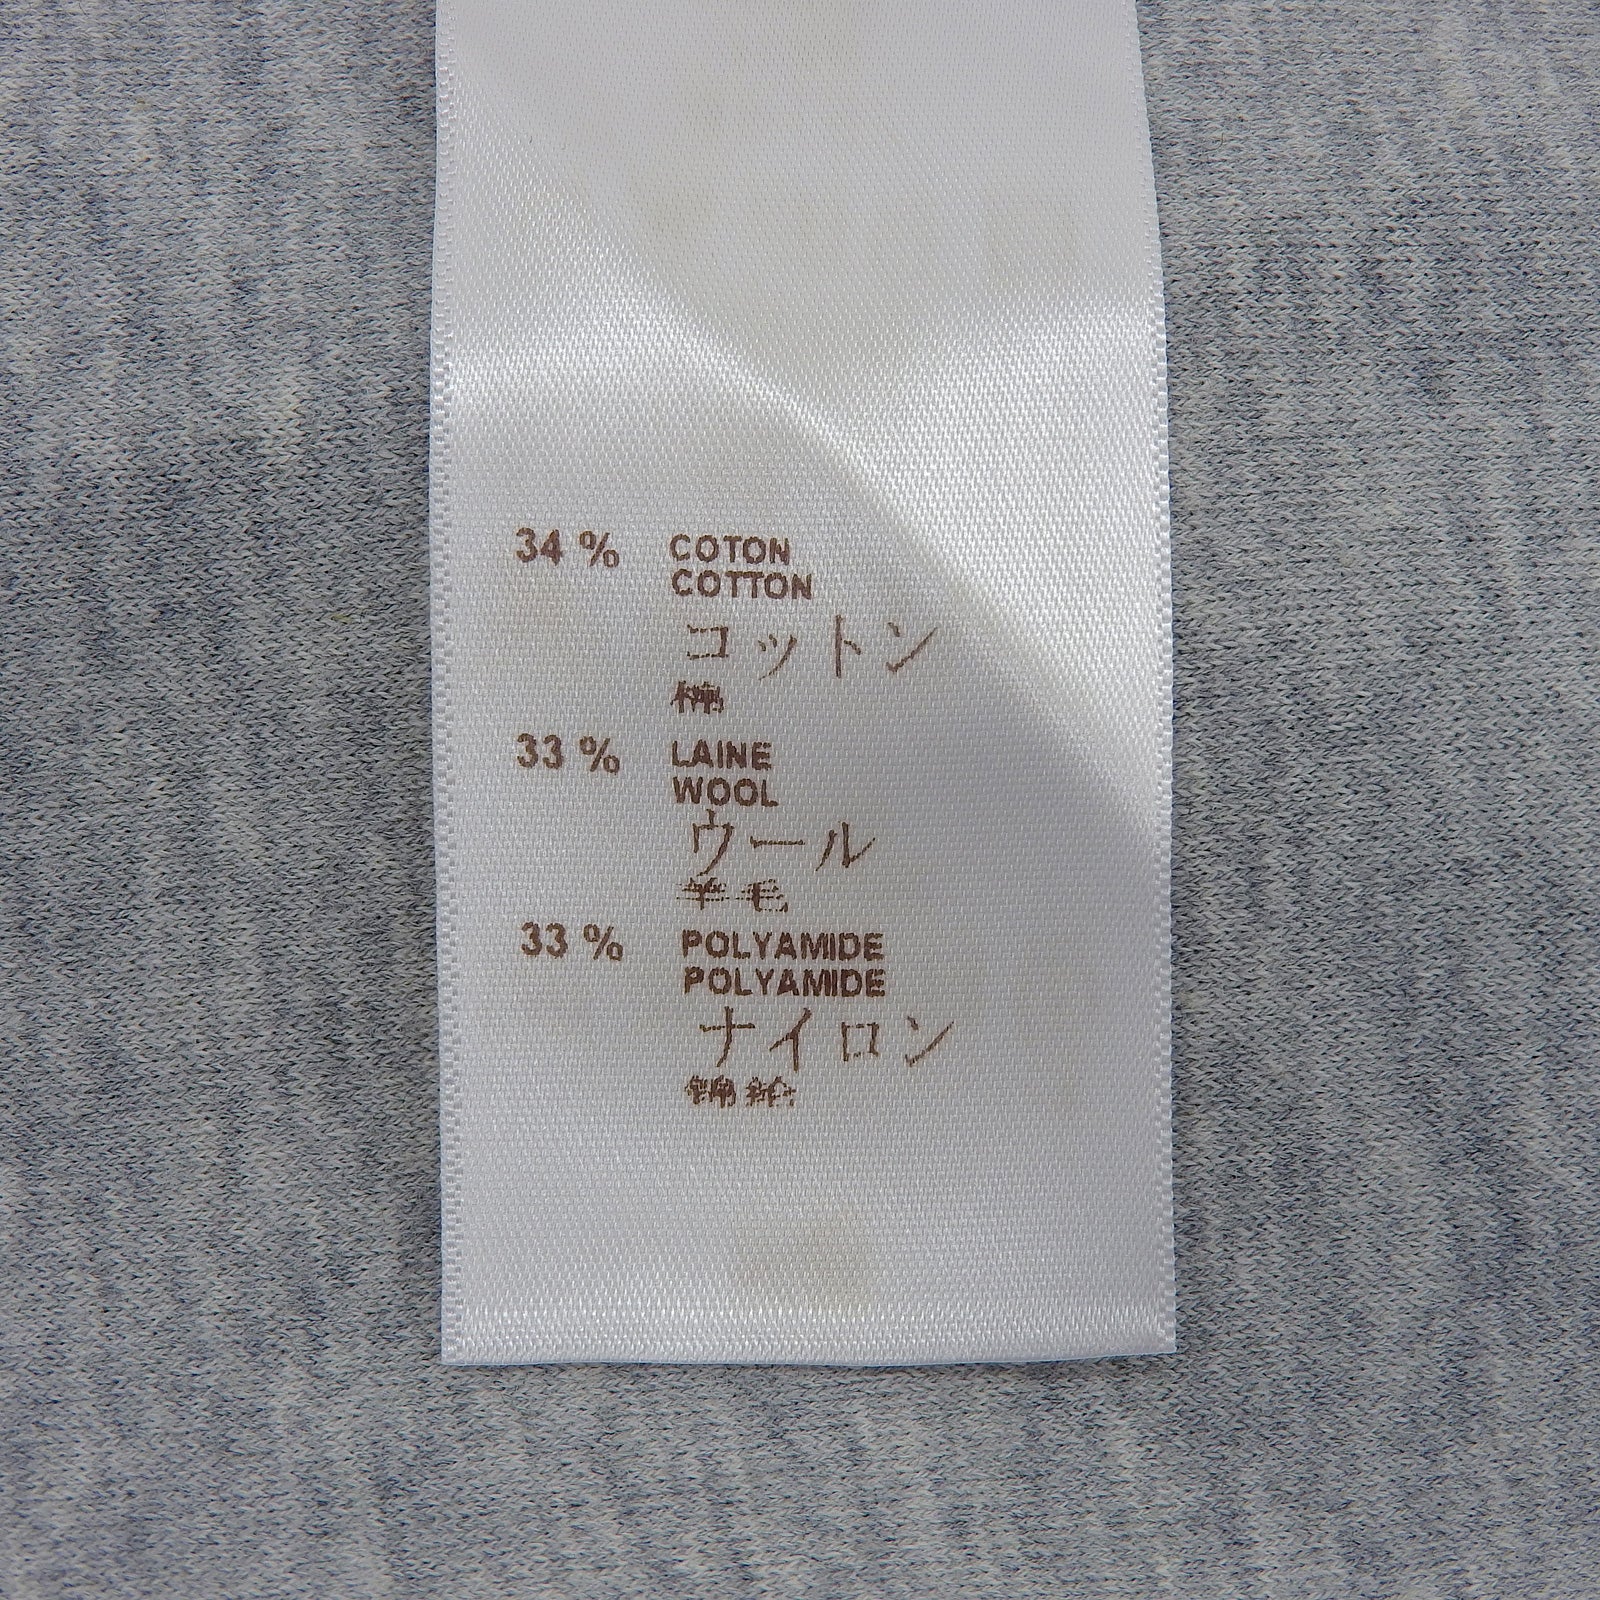 34 % COTON
COTTON
コットン
棉
33 % LAINE
WOOL
ウール
羊毛
33 % POLYAMIDE
POLYAMIDE
ナイロン
锦纶